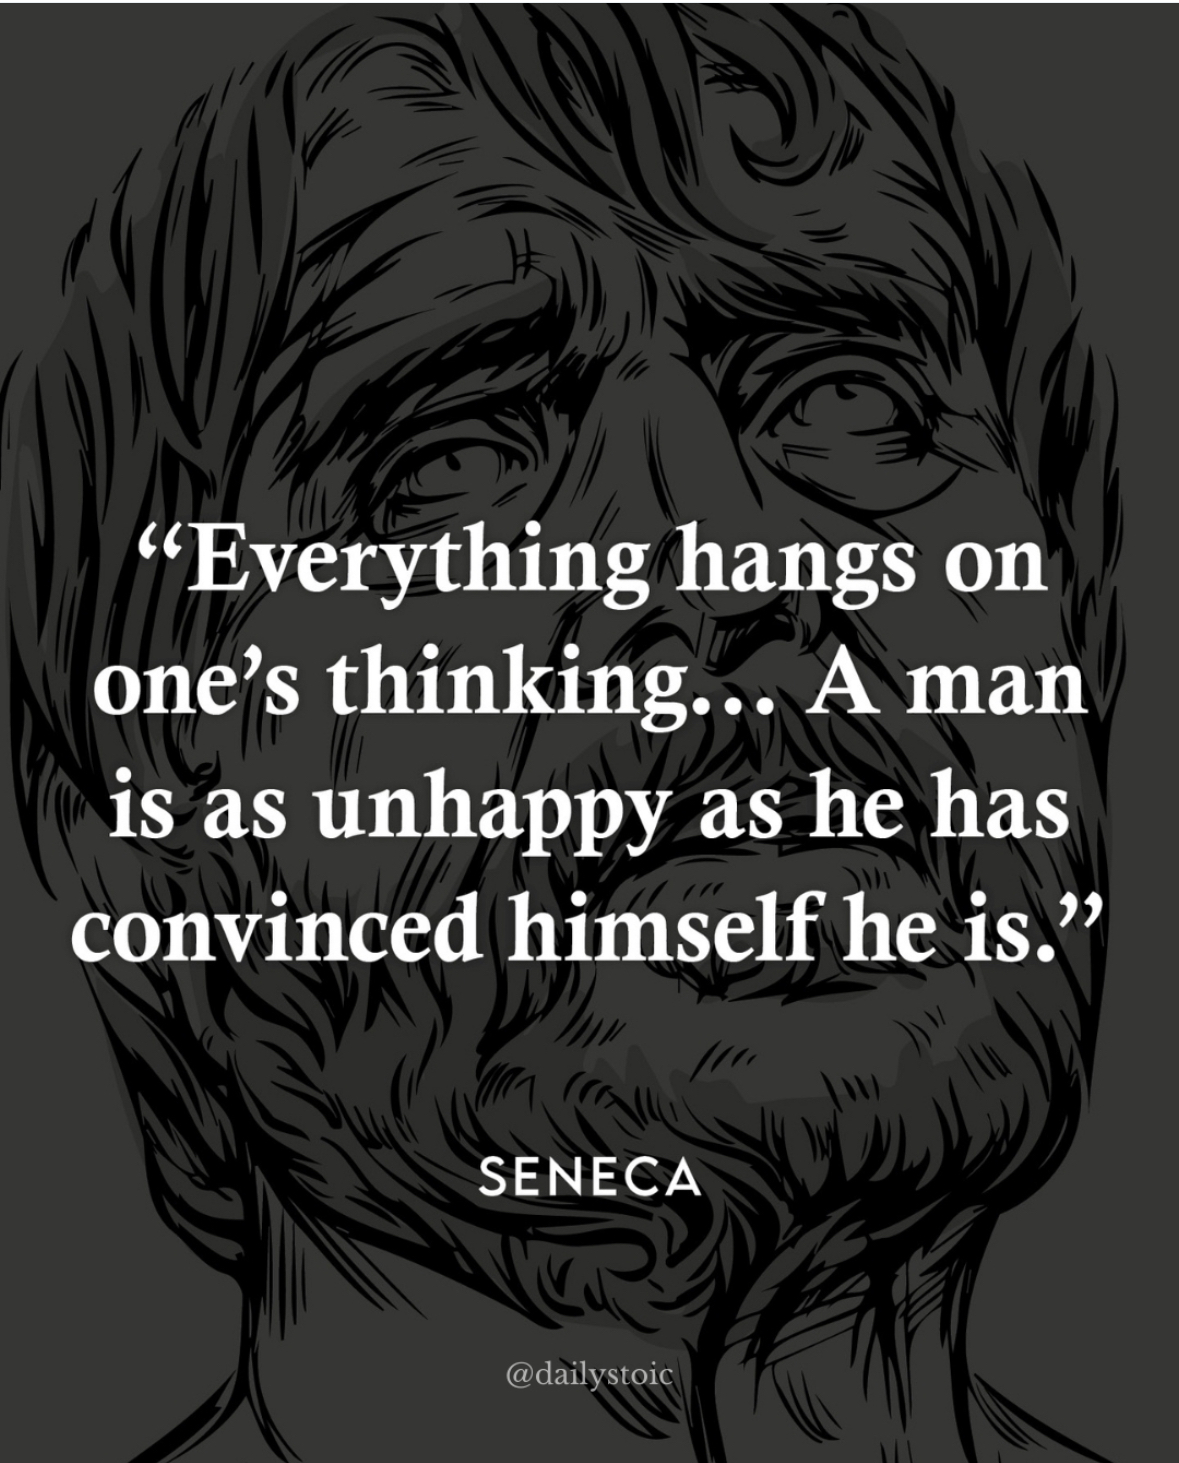 “Everything hangs on
one’s thinking... A man
is as unhappy as he has
convinced himself he is.”
SENECA
@dailystoic